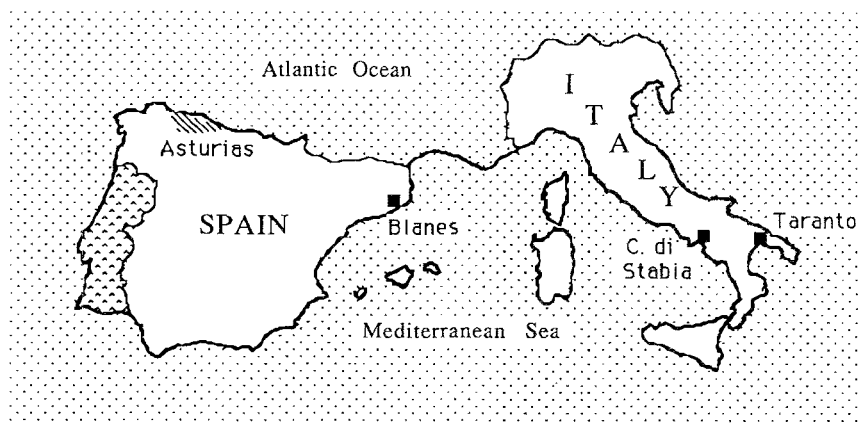 Atlantic Ocean
I
T
A
L
Y
Asturias
SPAIN
Blanes
Taranto
C. di
Stabia
Mediterranean Sea